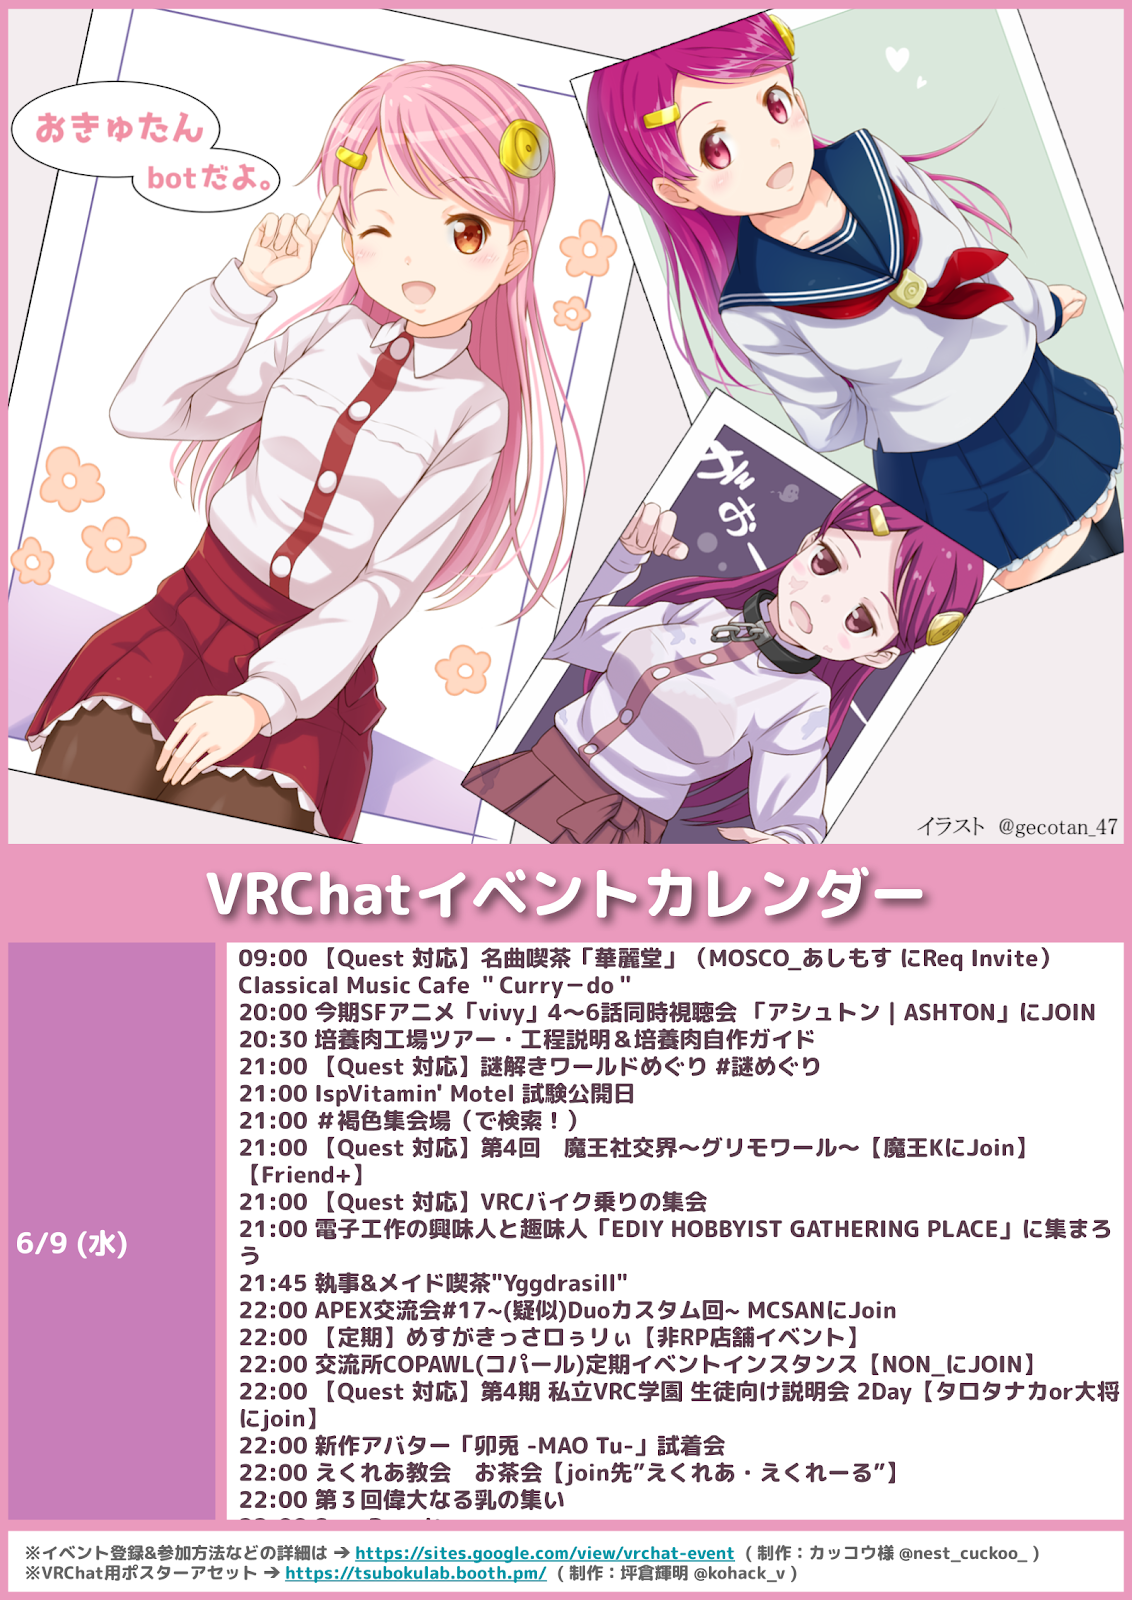 おきゅたん
botだよ。
がおー
イラスト @gecotan_47
VRChatイベントカレンダー
6/9 (水)
09:00 【Quest 対応】名曲喫茶「華麗堂」（MOSCO_あしもす にReq Invite）
Classical Music Cafe ＂Curry－do＂
20:00 今期SFアニメ「vivy」4～6話同時視聴会 「アシュトン | ASHTON」にJOIN
20:30 培養肉工場ツアー・工程説明＆培養肉自作ガイド
21:00 【Quest 対応】謎解きワールドめぐり #謎めぐり
21:00 IspVitamin' Motel 試験公開日
21:00 ＃褐色集会場（で検索！）
21:00 【Quest 対応】第4回　魔王社交界～グリモワール～【魔王KにJoin】
【Friend+】
21:00 【Quest 対応】VRCバイク乗りの集会
21:00 電子工作の興味人と趣味人「EDIY HOBBYIST GATHERING PLACE」に集まろ
う
21:45 執事&メイド喫茶"Yggdrasill"
22:00 APEX交流会#17~(疑似)Duoカスタム回~ MCSANにJoin
22:00 【定期】めすがきっさロぅリぃ【非RP店舗イベント】
22:00 交流所COPAWL(コパール)定期イベントインスタンス【NON_にJOIN】
22:00 【Quest 対応】第4期 私立VRC学園 生徒向け説明会 2Day【タロタナカor大将
にjoin】
22:00 新作アバター「卯兎 -MAO Tu-」試着会
22:00 えくれあ教会　お茶会【join先”えくれあ・えくれーる”】
22:00 第３回偉大なる乳の集い
※イベント登録&参加方法などの詳細は ➔ https://sites.google.com/view/vrchat-event （制作：カッコウ様 @nest_cuckoo_ ）
※VRChat用ポスターアセット ➔ https://tsubokulab.booth.pm/ （制作：坪倉輝明 @kohack_v ）